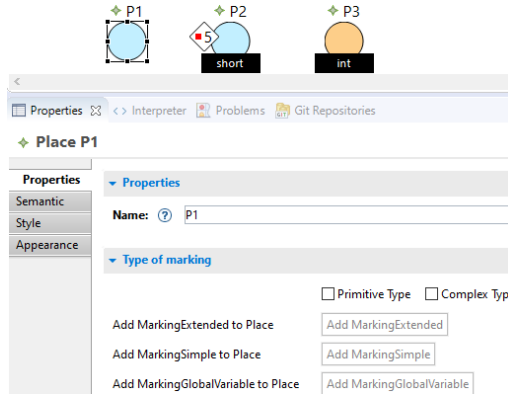 P1 P2 P3
5
short int
Properties <> Interpreter Problems Git Repositories
Place P1
Properties
Properties
Semantic
Name: ? P1
Style
Appearance
Type of marking
Primitive Type Complex Typ
Add MarkingExtended to Place Add MarkingExtended
Add MarkingSimple to Place Add MarkingSimple
Add MarkingGlobalVariable to Place Add MarkingGlobalVariable